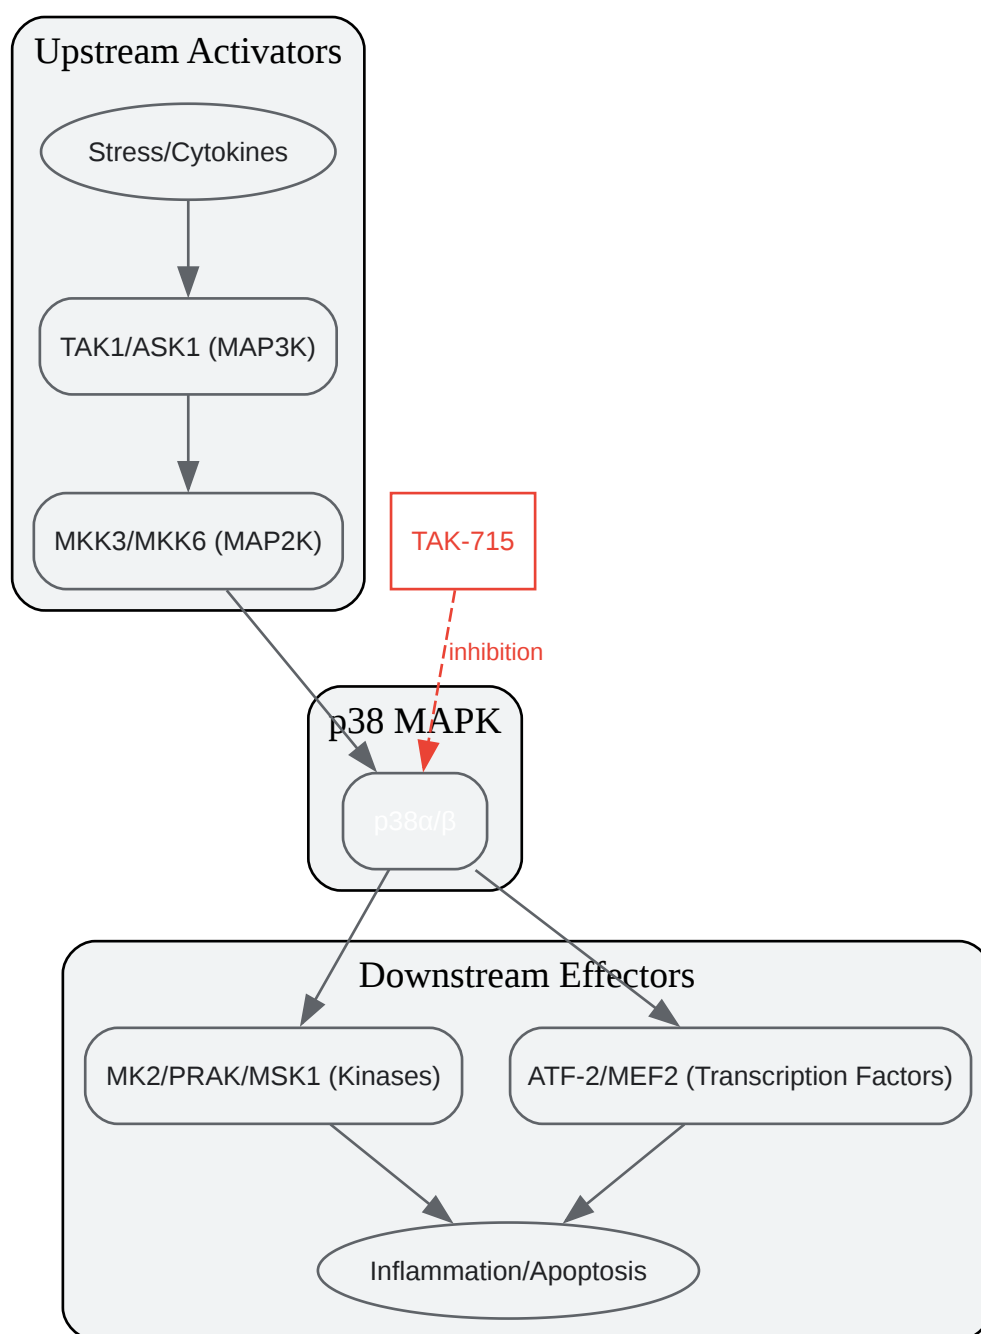 Upstream Activators
Stress/Cytokines
TAK1/ASK1 (MAP3K)
MKK3/MKK6 (MAP2K)
TAK-715
inhibition
p38 MAPK
p38α/β
Downstream Effectors
MK2/PRAK/MSK1 (Kinases)
ATF-2/MEF2 (Transcription Factors)
Inflammation/Apoptosis